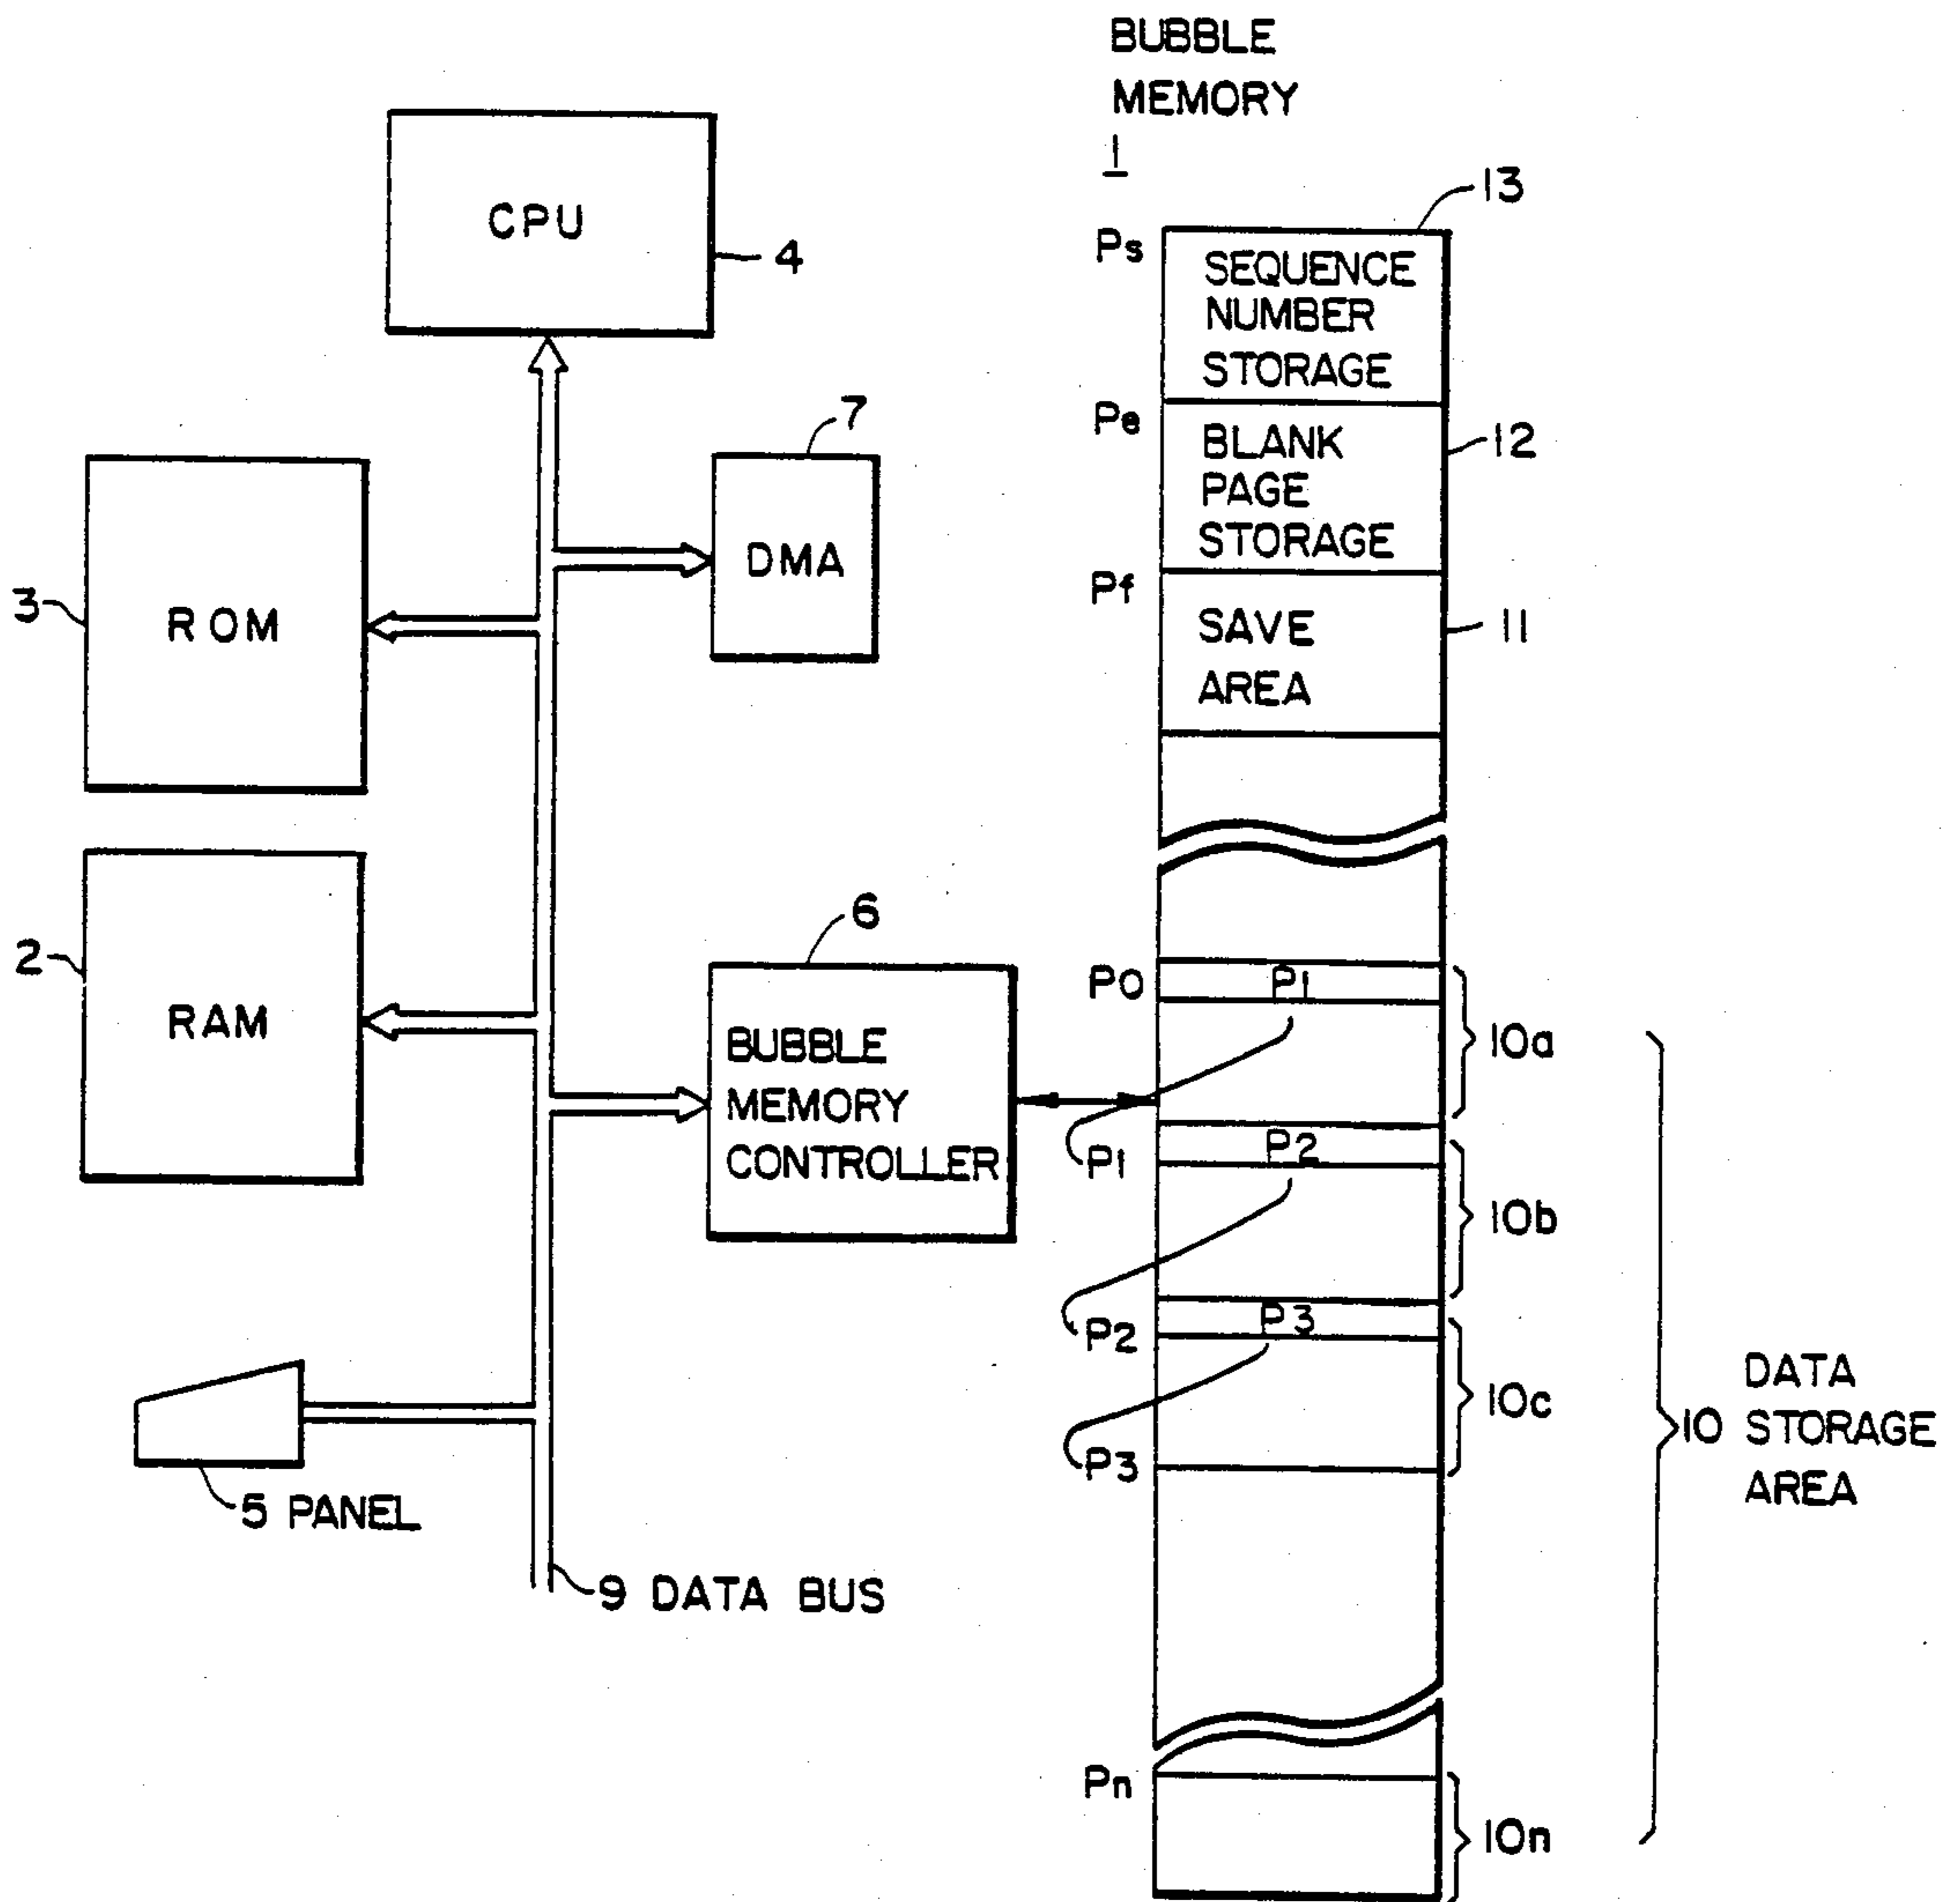 BUBBLE
MEMORY
1
CPU
4
7
DMA
3
ROM
2
RAM
6
BUBBLE
MEMORY
CONTROLLER
5 PANEL
9 DATA BUS
13
Ps
SEQUENCE
NUMBER
STORAGE
Pe
BLANK
PAGE
STORAGE
12
Pf
SAVE
AREA
11
P0
P1
10a
P1
P2
10b
P2
P3
10c
P3
Pn
10n
10 DATA
STORAGE
AREA